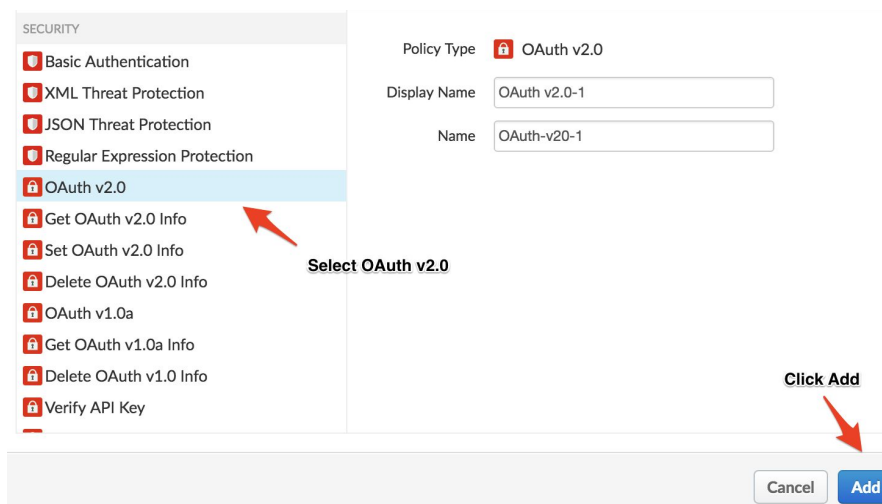 SECURITY
Basic Authentication
XML Threat Protection
JSON Threat Protection
Regular Expression Protection
OAuth v2.0
Get OAuth v2.0 Info
Set OAuth v2.0 Info
Delete OAuth v2.0 Info
OAuth v1.0a
Get OAuth v1.0a Info
Delete OAuth v1.0 Info
Verify API Key
Policy Type OAuth v2.0
Display Name OAuth v2.0-1
Name OAuth-v20-1
Select OAuth v2.0
Click Add
Cancel Add